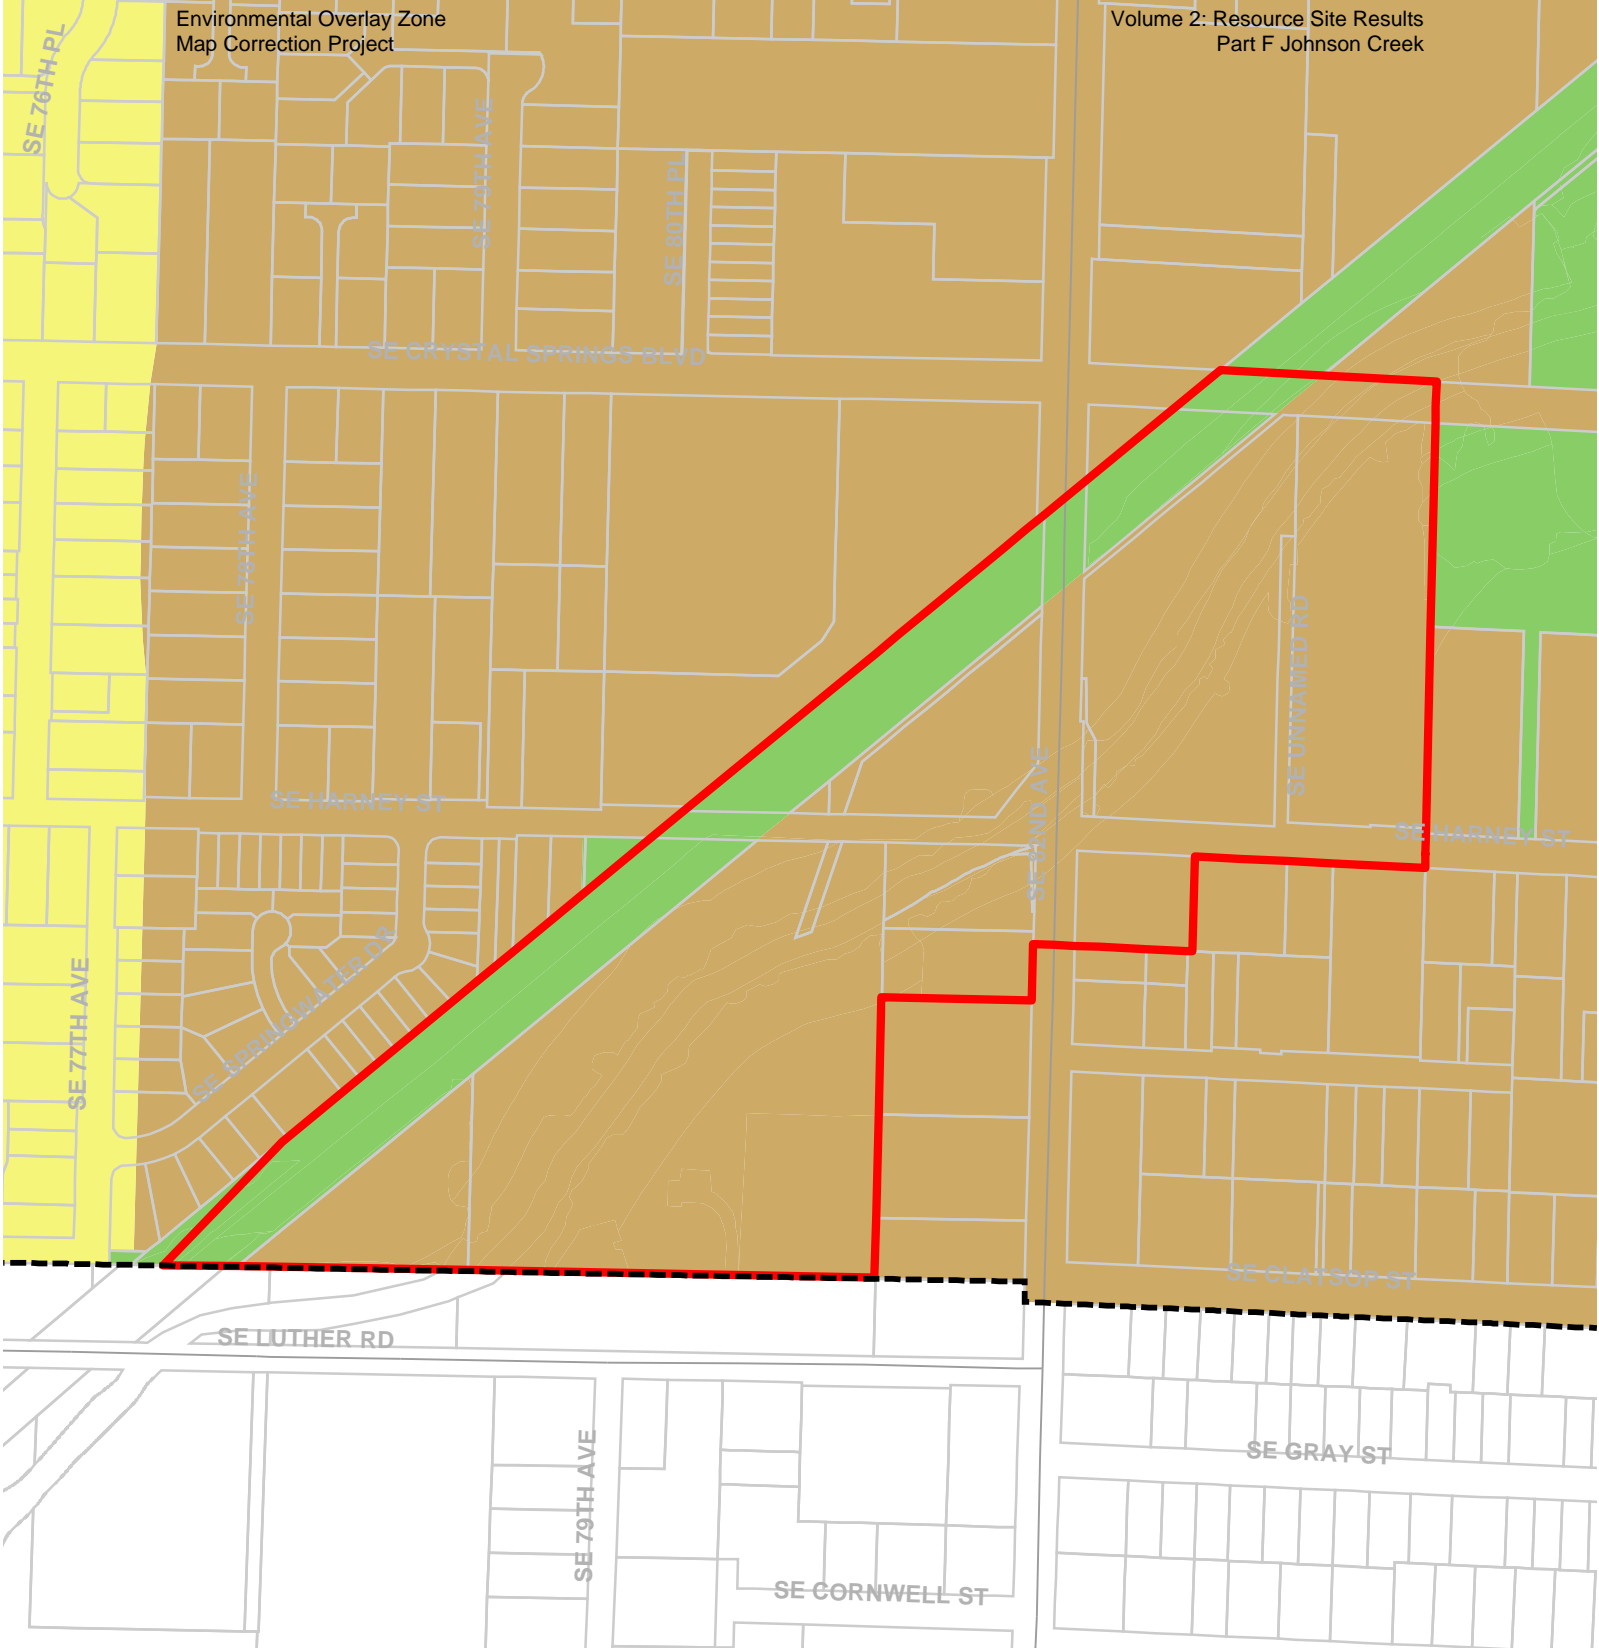 Environmental Overlay Zone
Map Correction Project
Volume 2: Resource Site Results
Part F Johnson Creek
SE 76TH PL
SE 79TH AVE
SE 80TH PL
SE CRYSTAL SPRINGS BLVD
SE 78TH AVE
SE UNNAMED RD
SE HARNEY ST
SE 82ND AVE
SE HARNEY ST
SE SPRINGWATER DR
SE 77TH AVE
SE CLATSOP ST
SE LUTHER RD
SE GRAY ST
SE 79TH AVE
SE CORNWELL ST